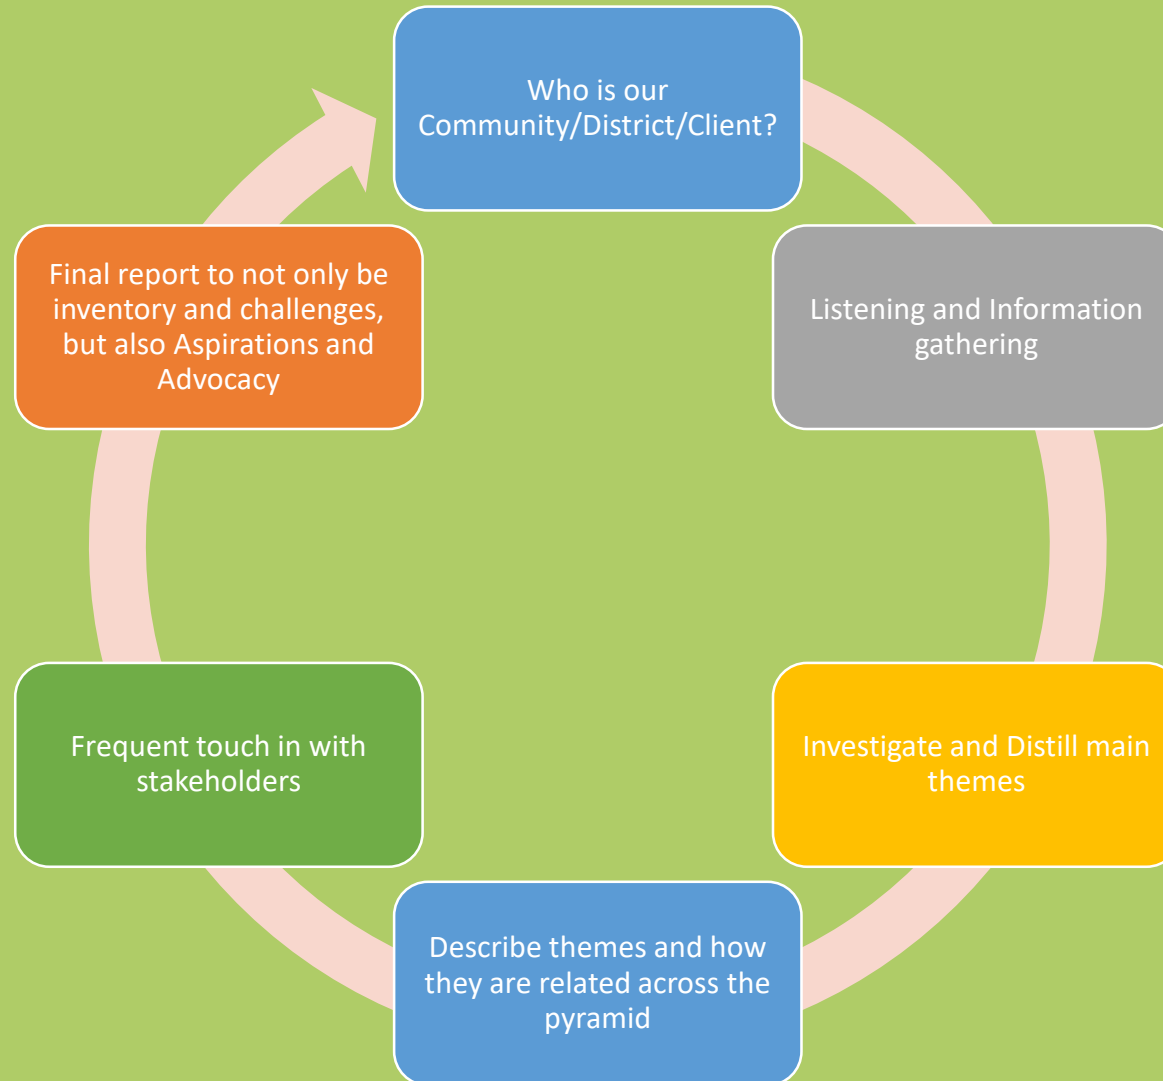 Who is our
Community/District/Client?
Listening and Information
gathering
Investigate and Distill main
themes
Describe themes and how
they are related across the
pyramid
Frequent touch in with
stakeholders
Final report to not only be
inventory and challenges,
but also Aspirations and
Advocacy